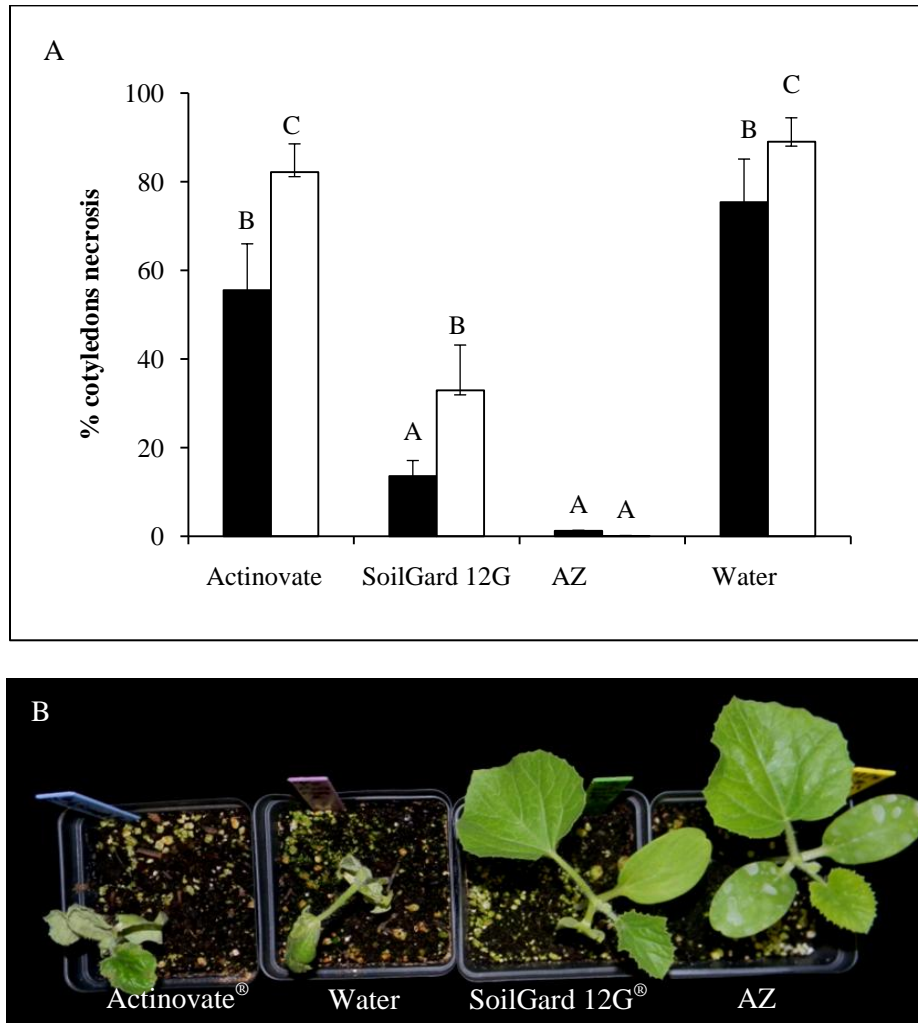 A
% cotyledons necrosis
100
80
60
40
20
0
B
C
A
B
A
A
B
C
Actinovate
SoilGard 12G
AZ
Water
B
Actinovate®
Water
SoilGard 12G®
AZ